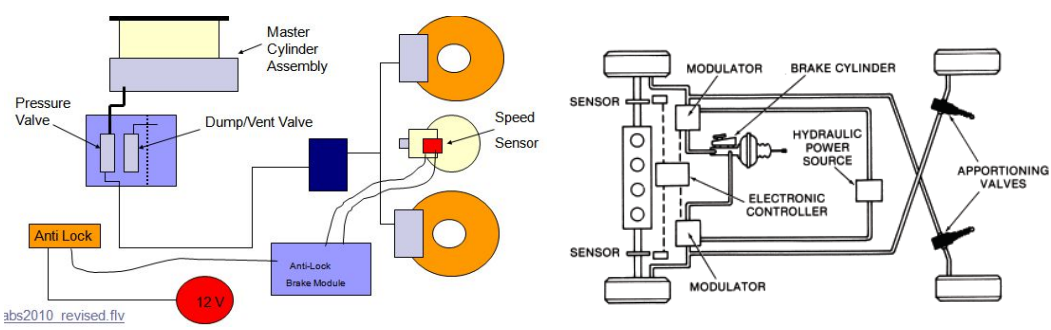 Master
Cylinder
Assembly
Pressure
Valve
Dump/Vent Valve
Speed
Sensor
Anti Lock
Anti-Lock
Brake Module
12 V
abs2010_revised.flv
MODULATOR
BRAKE CYLINDER
SENSOR
HYDRAULIC
POWER
SOURCE
APPORTIONING
VALVES
ELECTRONIC
CONTROLLER
SENSOR
MODULATOR